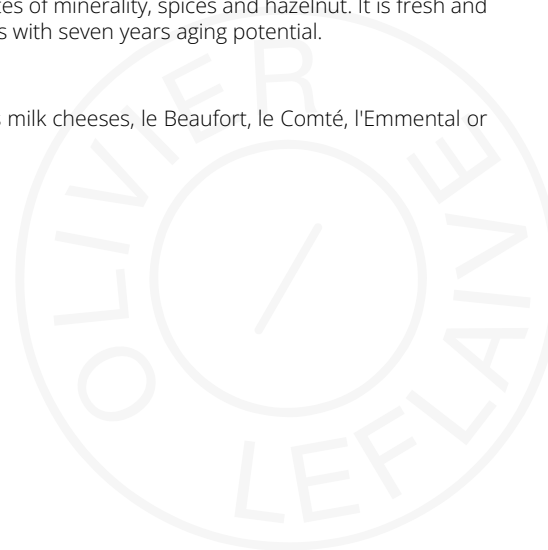 of minerality, spices and hazelnut. It is fresh and
with seven years aging potential.
milk cheeses, le Beaufort, le Comté, l'Emmental or
OLIVIER
LEFLAIVE